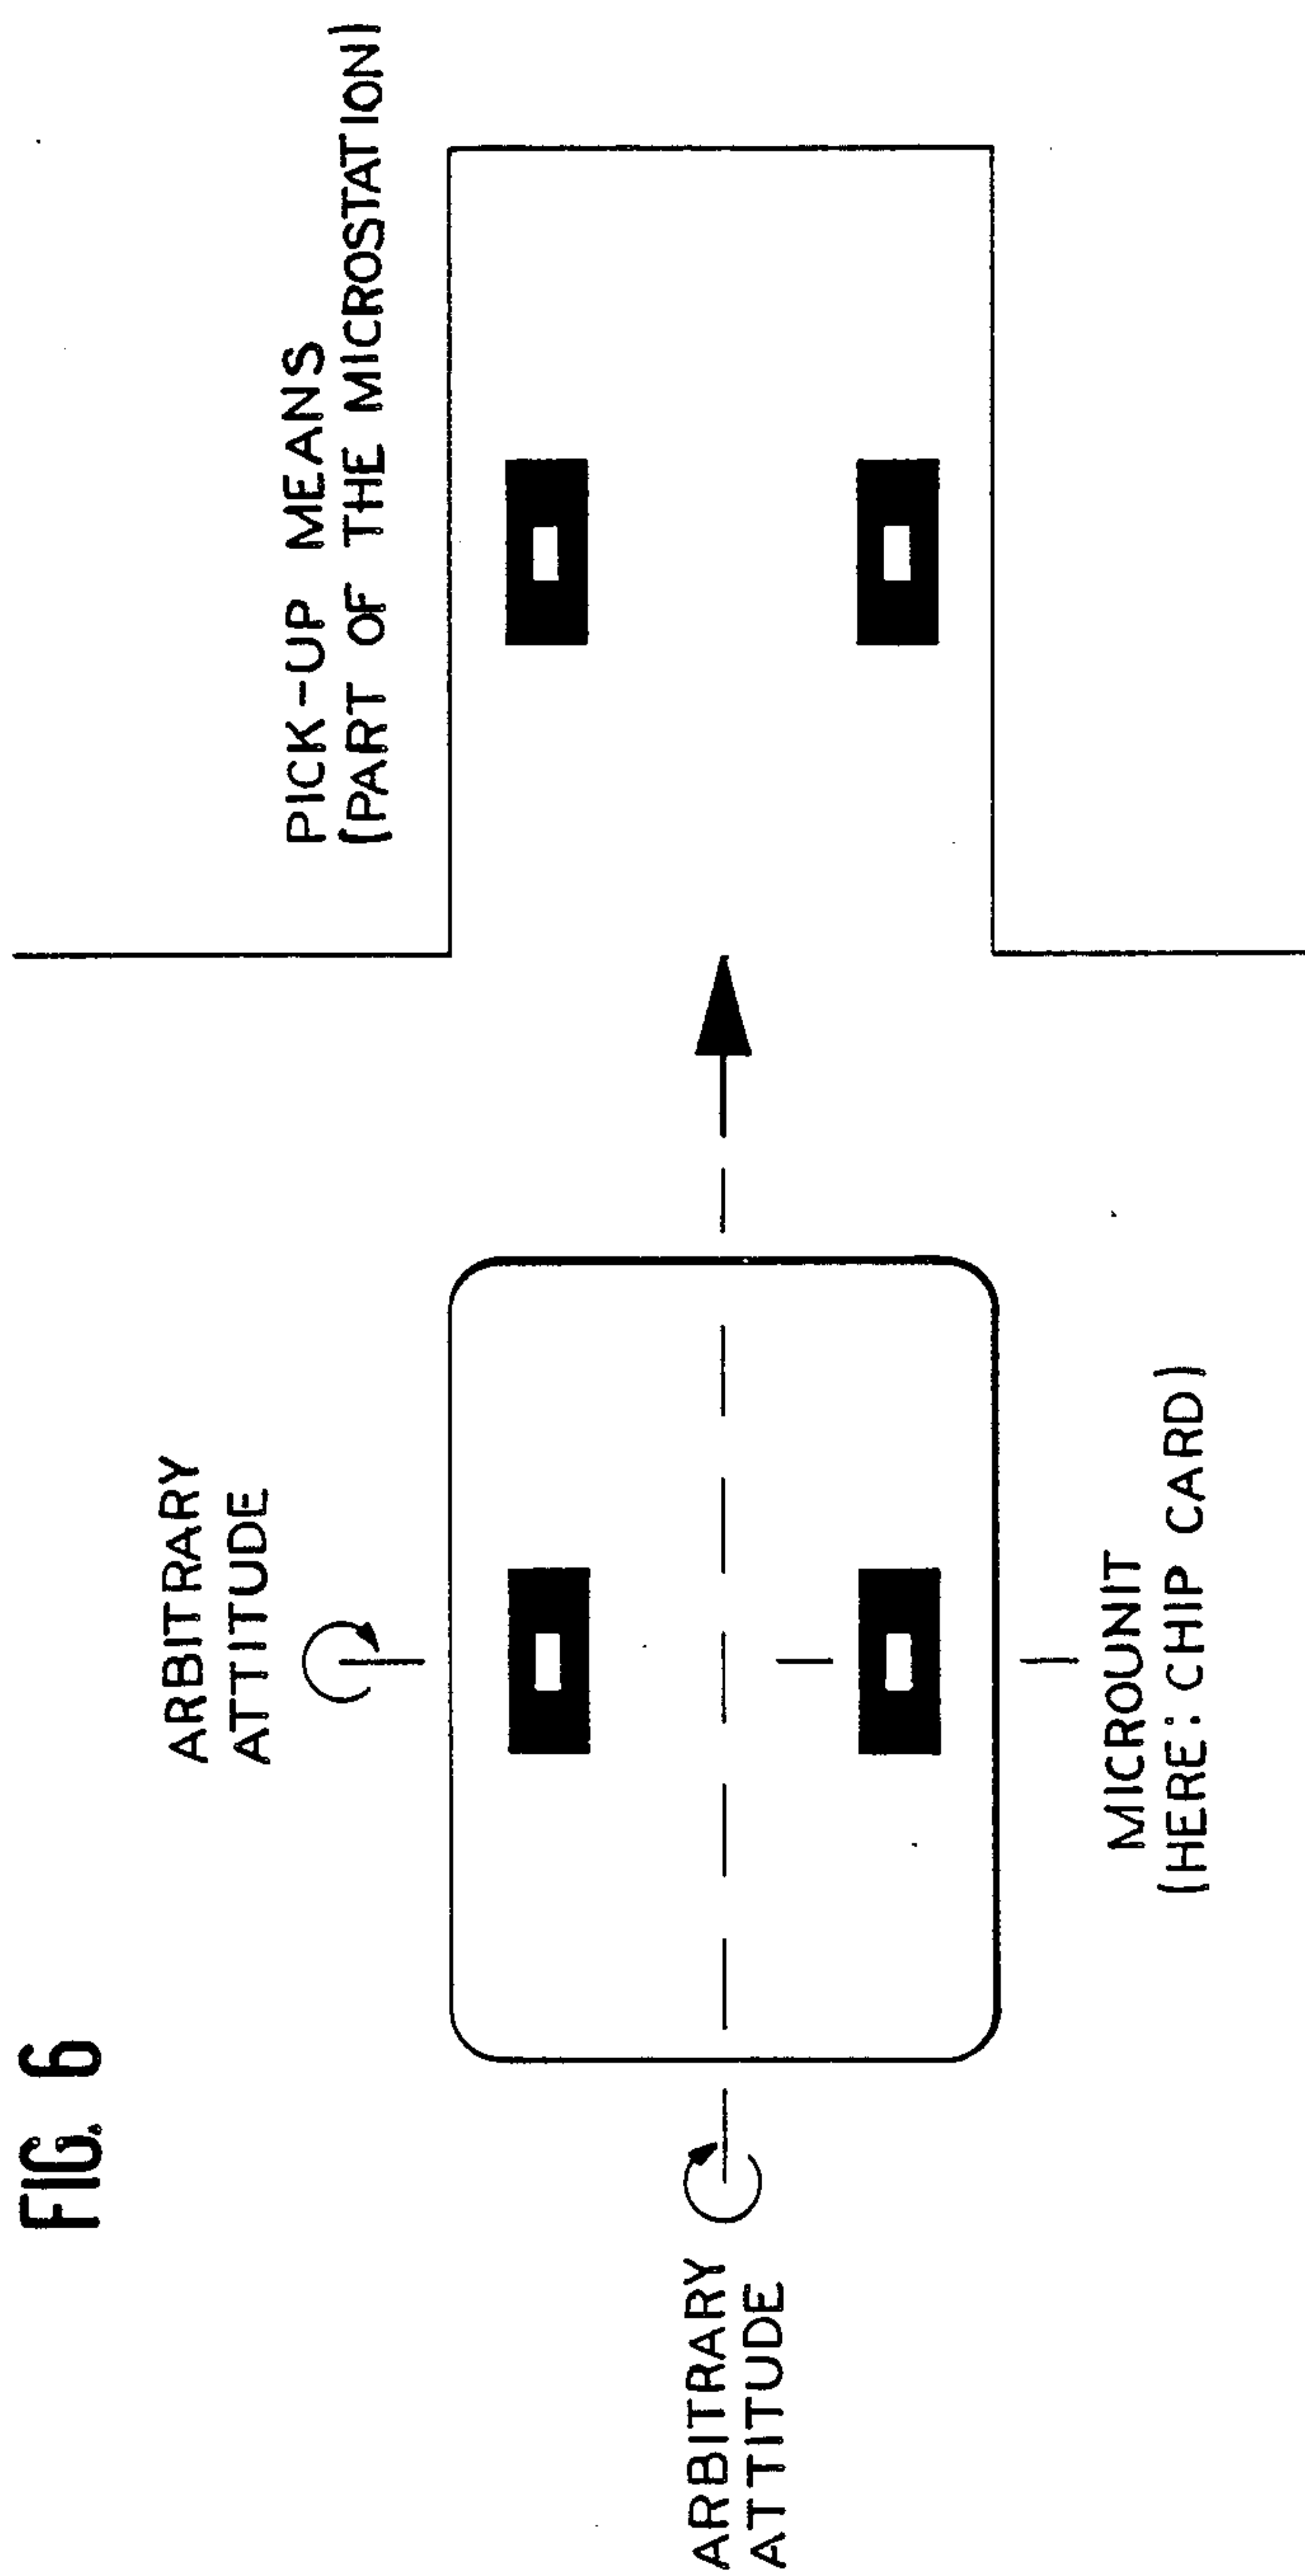 FIG. 6
ARBITRARY
ATTITUDE
PICK-UP MEANS
(PART OF THE MICROSTATION)
ARBITRARY
ATTITUDE
MICROUNIT
(HERE: CHIP CARD)